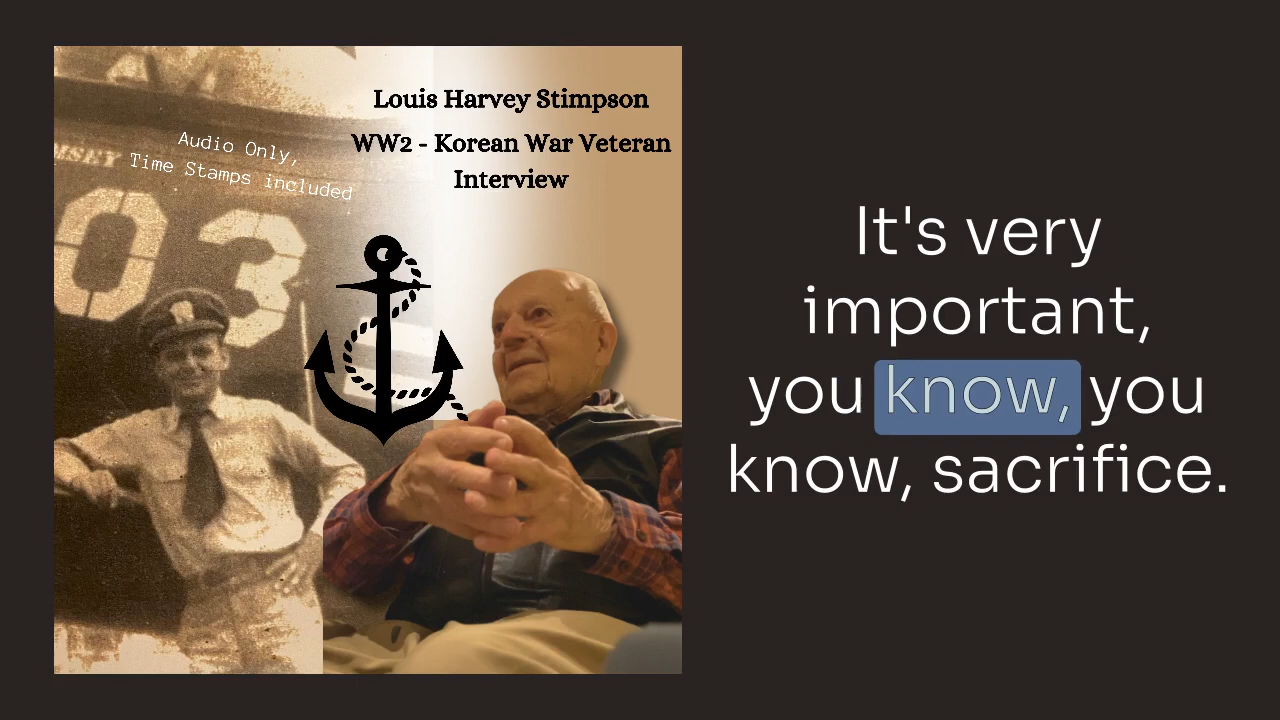 Louis Harvey Stimpson
WW2 - Korean War Veteran
Interview
Audio Only,
Time Stamps included
MSEY
03
It's very
important,
you know, you
know, sacrifice.